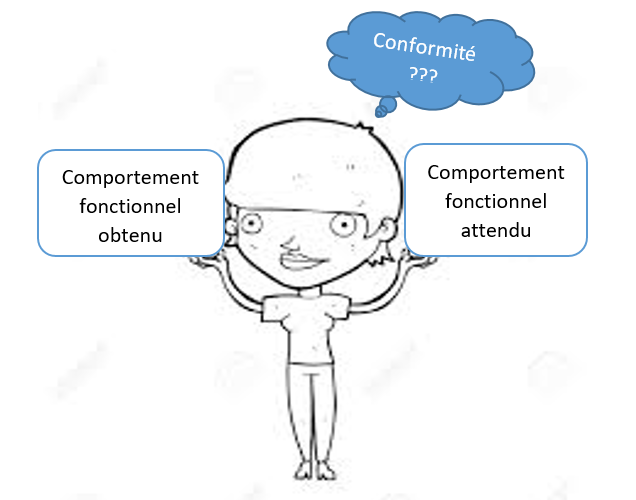 Conformité
???
Comportement
fonctionnel
obtenu
Comportement
fonctionnel
attendu